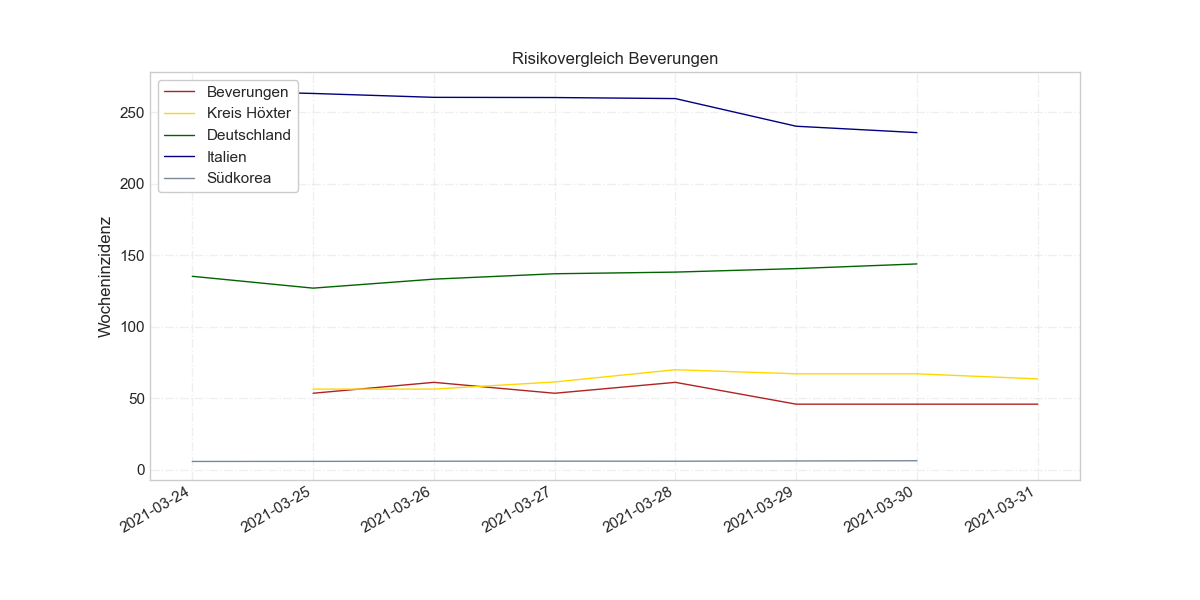 Risikovergleich Beverungen
Beverungen
Kreis Höxter
Deutschland
Italien
Südkorea
Wocheninzidenz
250
200
150
100
50
0
2021-03-24
2021-03-25
2021-03-26
2021-03-27
2021-03-28
2021-03-29
2021-03-30
2021-03-31